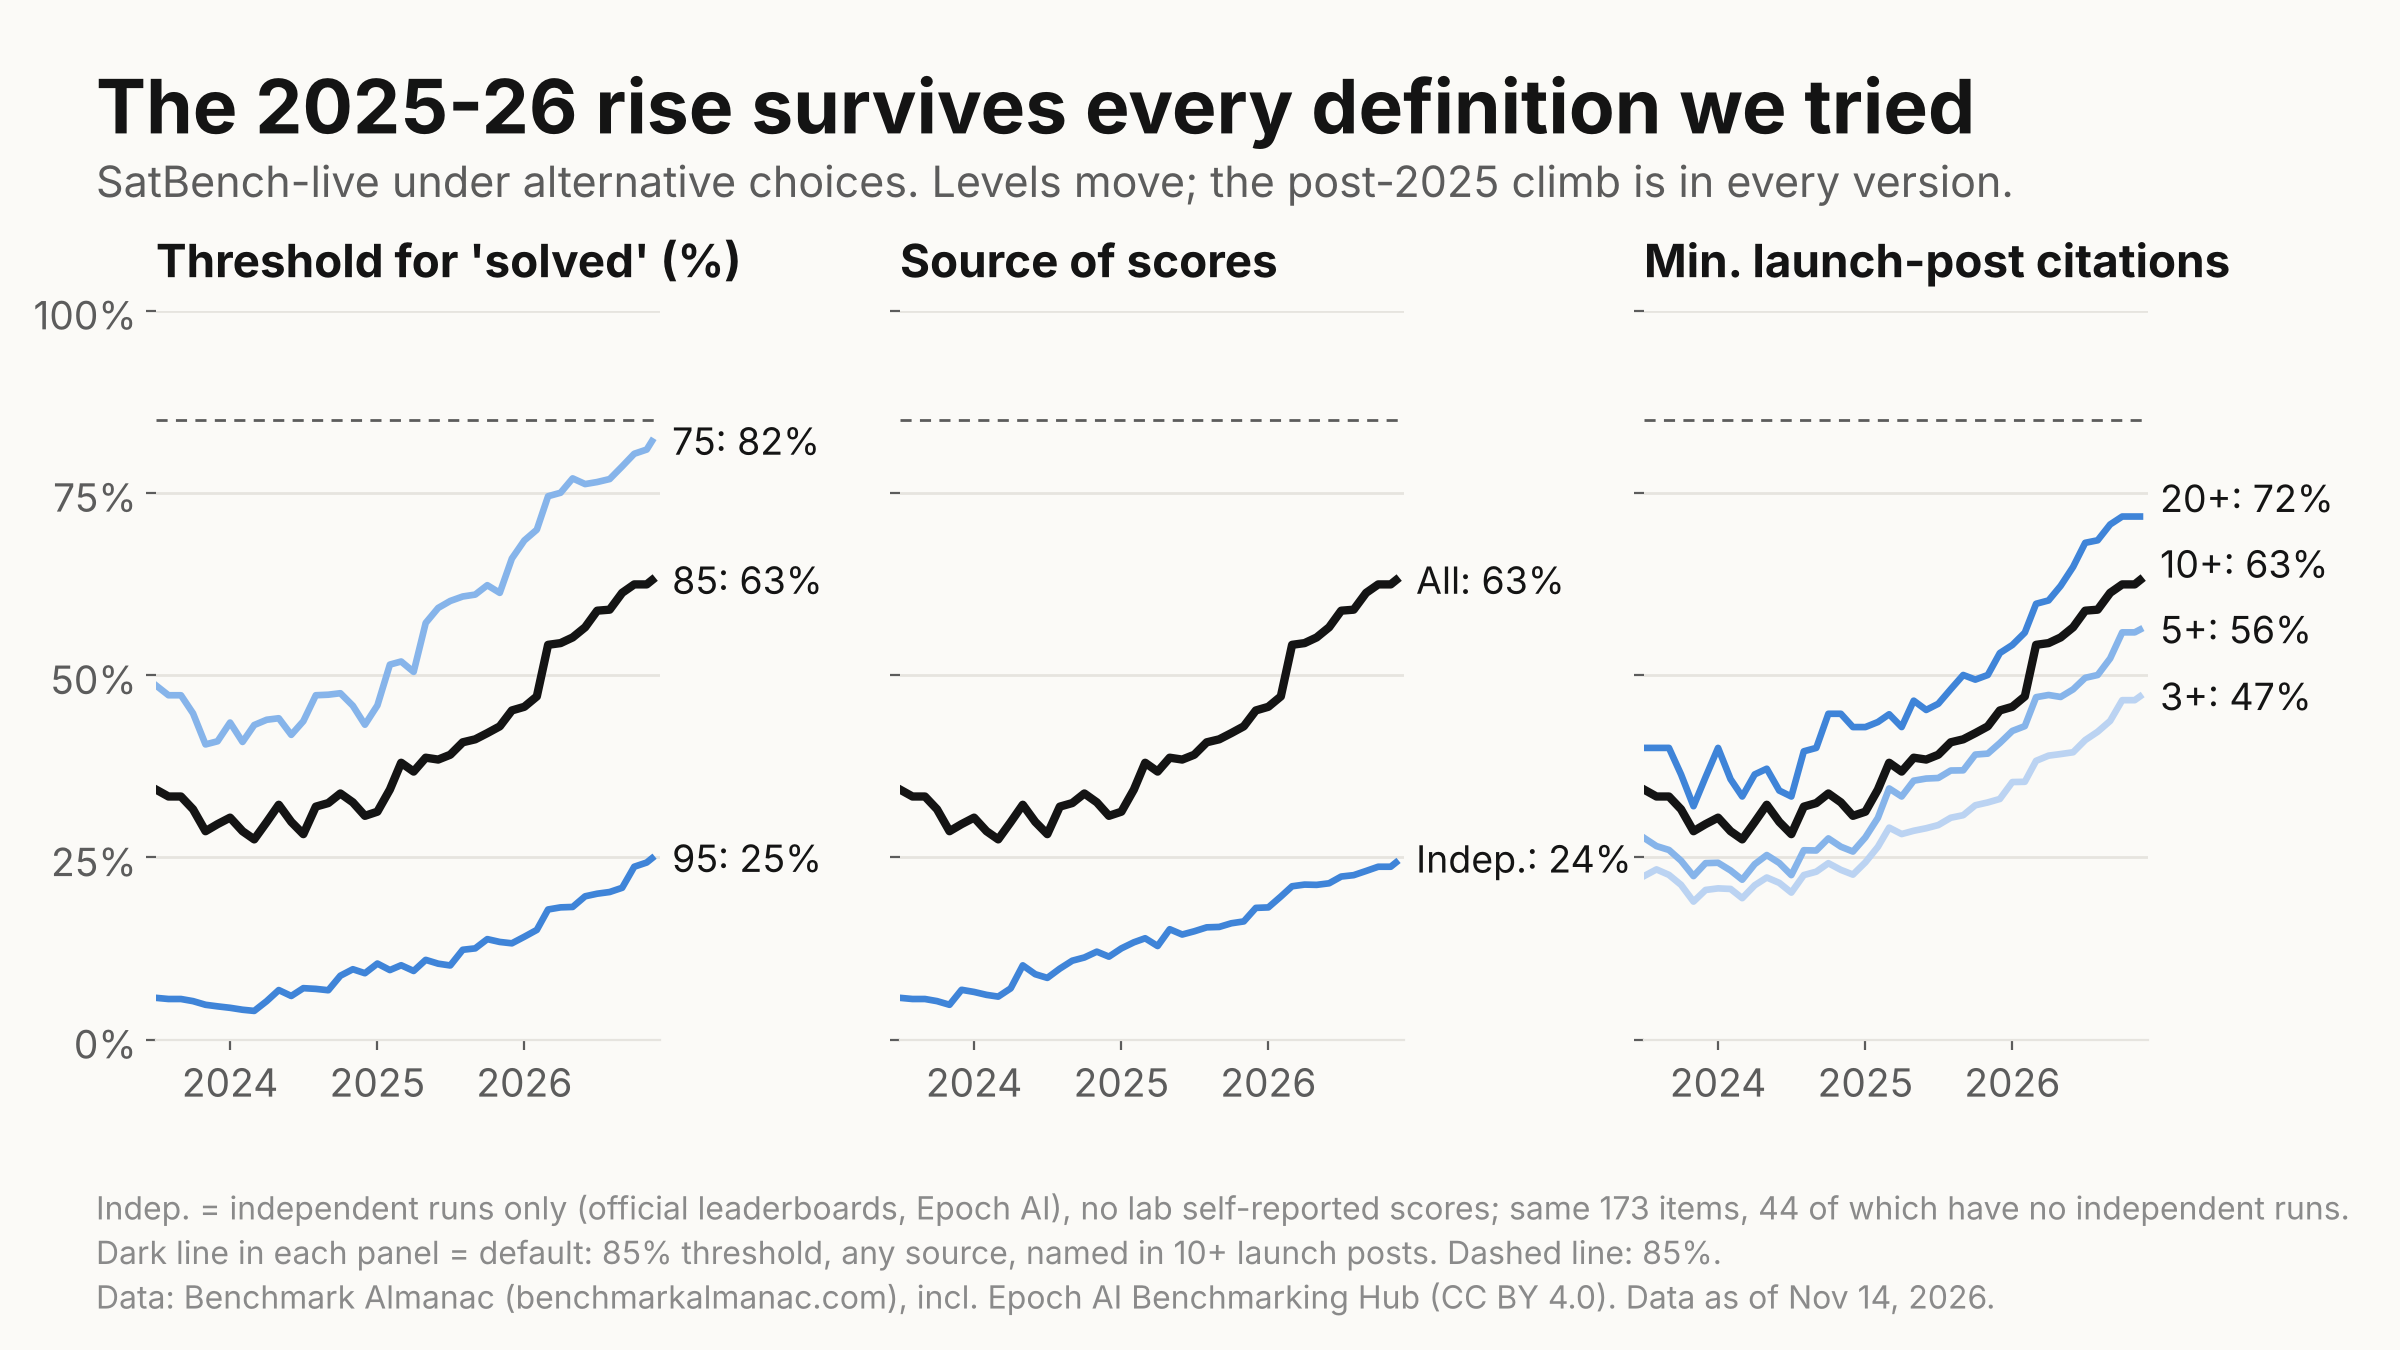 The 2025-26 rise survives every definition we tried
SatBench-live under alternative choices. Levels move; the post-2025 climb is in every version.
Threshold for 'solved' (%)
100%
75%
50%
25%
0%
75: 82%
85: 63%
95: 25%
2024 2025 2026
Source of scores
All: 63%
Indep.: 24%
2024 2025 2026
Min. launch-post citations
20+: 72%
10+: 63%
5+: 56%
3+: 47%
2024 2025 2026
Indep. = independent runs only (official leaderboards, Epoch AI), no lab self-reported scores; same 173 items, 44 of which have no independent runs.
Dark line in each panel = default: 85% threshold, any source, named in 10+ launch posts. Dashed line: 85%.
Data: Benchmark Almanac (benchmarkalmanac.com), incl. Epoch AI Benchmarking Hub (CC BY 4.0). Data as of Nov 14, 2026.